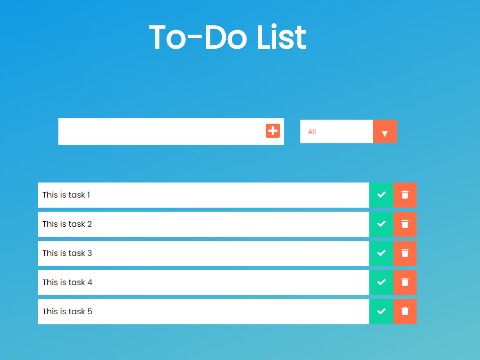 To-Do List
All
This is task 1
This is task 2
This is task 3
This is task 4
This is task 5